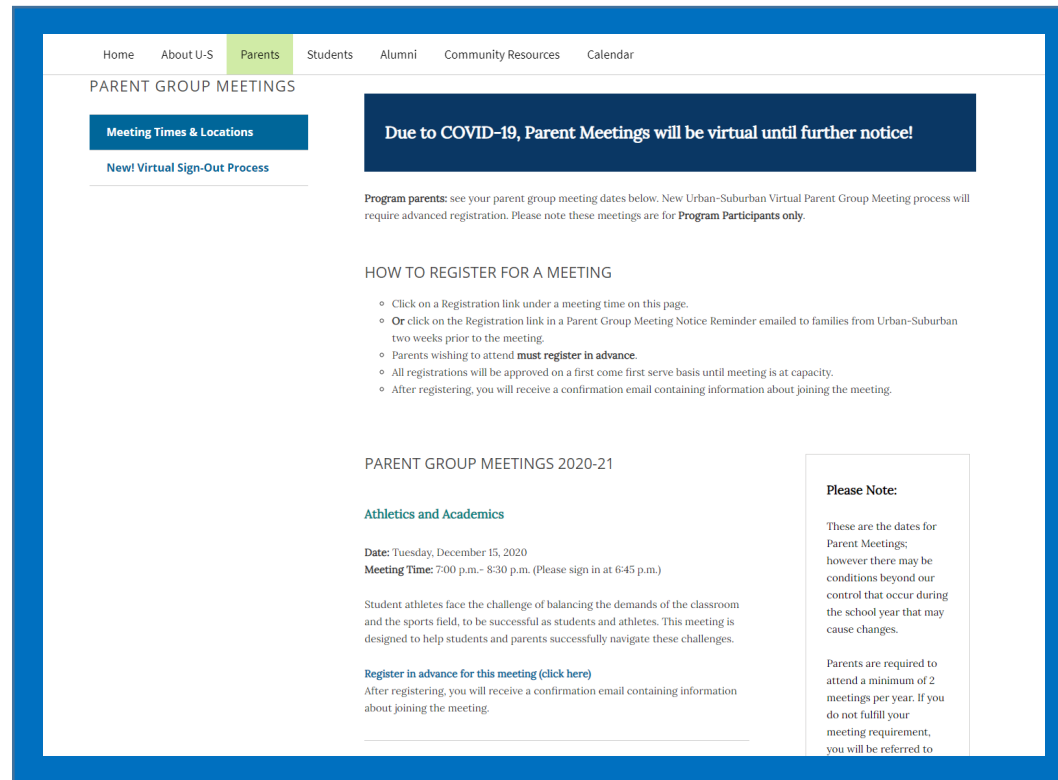 Home About U-S Parents Students Alumni Community Resources Calendar
PARENT GROUP MEETINGS
Meeting Times & Locations
New! Virtual Sign-Out Process
Due to COVID-19, Parent Meetings will be virtual until further notice!
Program parents: see your parent group meeting dates below. New Urban-Suburban Virtual Parent Group Meeting process will
require advanced registration. Please note these meetings are for Program Participants only.
HOW TO REGISTER FOR A MEETING
Click on a Registration link under a meeting time on this page.
Or click on the Registration link in a Parent Group Meeting Notice Reminder emailed to families from Urban-Suburban
two weeks prior to the meeting.
Parents wishing to attend must register in advance.
All registrations will be approved on a first come first serve basis until meeting is at capacity.
After registering, you will receive a confirmation email containing information about joining the meeting.
PARENT GROUP MEETINGS 2020-21
Athletics and Academics
Date: Tuesday, December 15, 2020
Meeting Time: 7:00 p.m.- 8:30 p.m. (Please sign in at 6:45 p.m.)
Student athletes face the challenge of balancing the demands of the classroom
and the sports field, to be successful as students and athletes. This meeting is
designed to help students and parents successfully navigate these challenges.
Register in advance for this meeting (click here)
After registering, you will receive a confirmation email containing information
about joining the meeting.
Please Note:
These are the dates for
Parent Meetings;
however there may be
conditions beyond our
control that occur during
the school year that may
cause changes.
Parents are required to
attend a minimum of 2
meetings per year. If you
do not fulfill your
meeting requirement,
you will be referred to